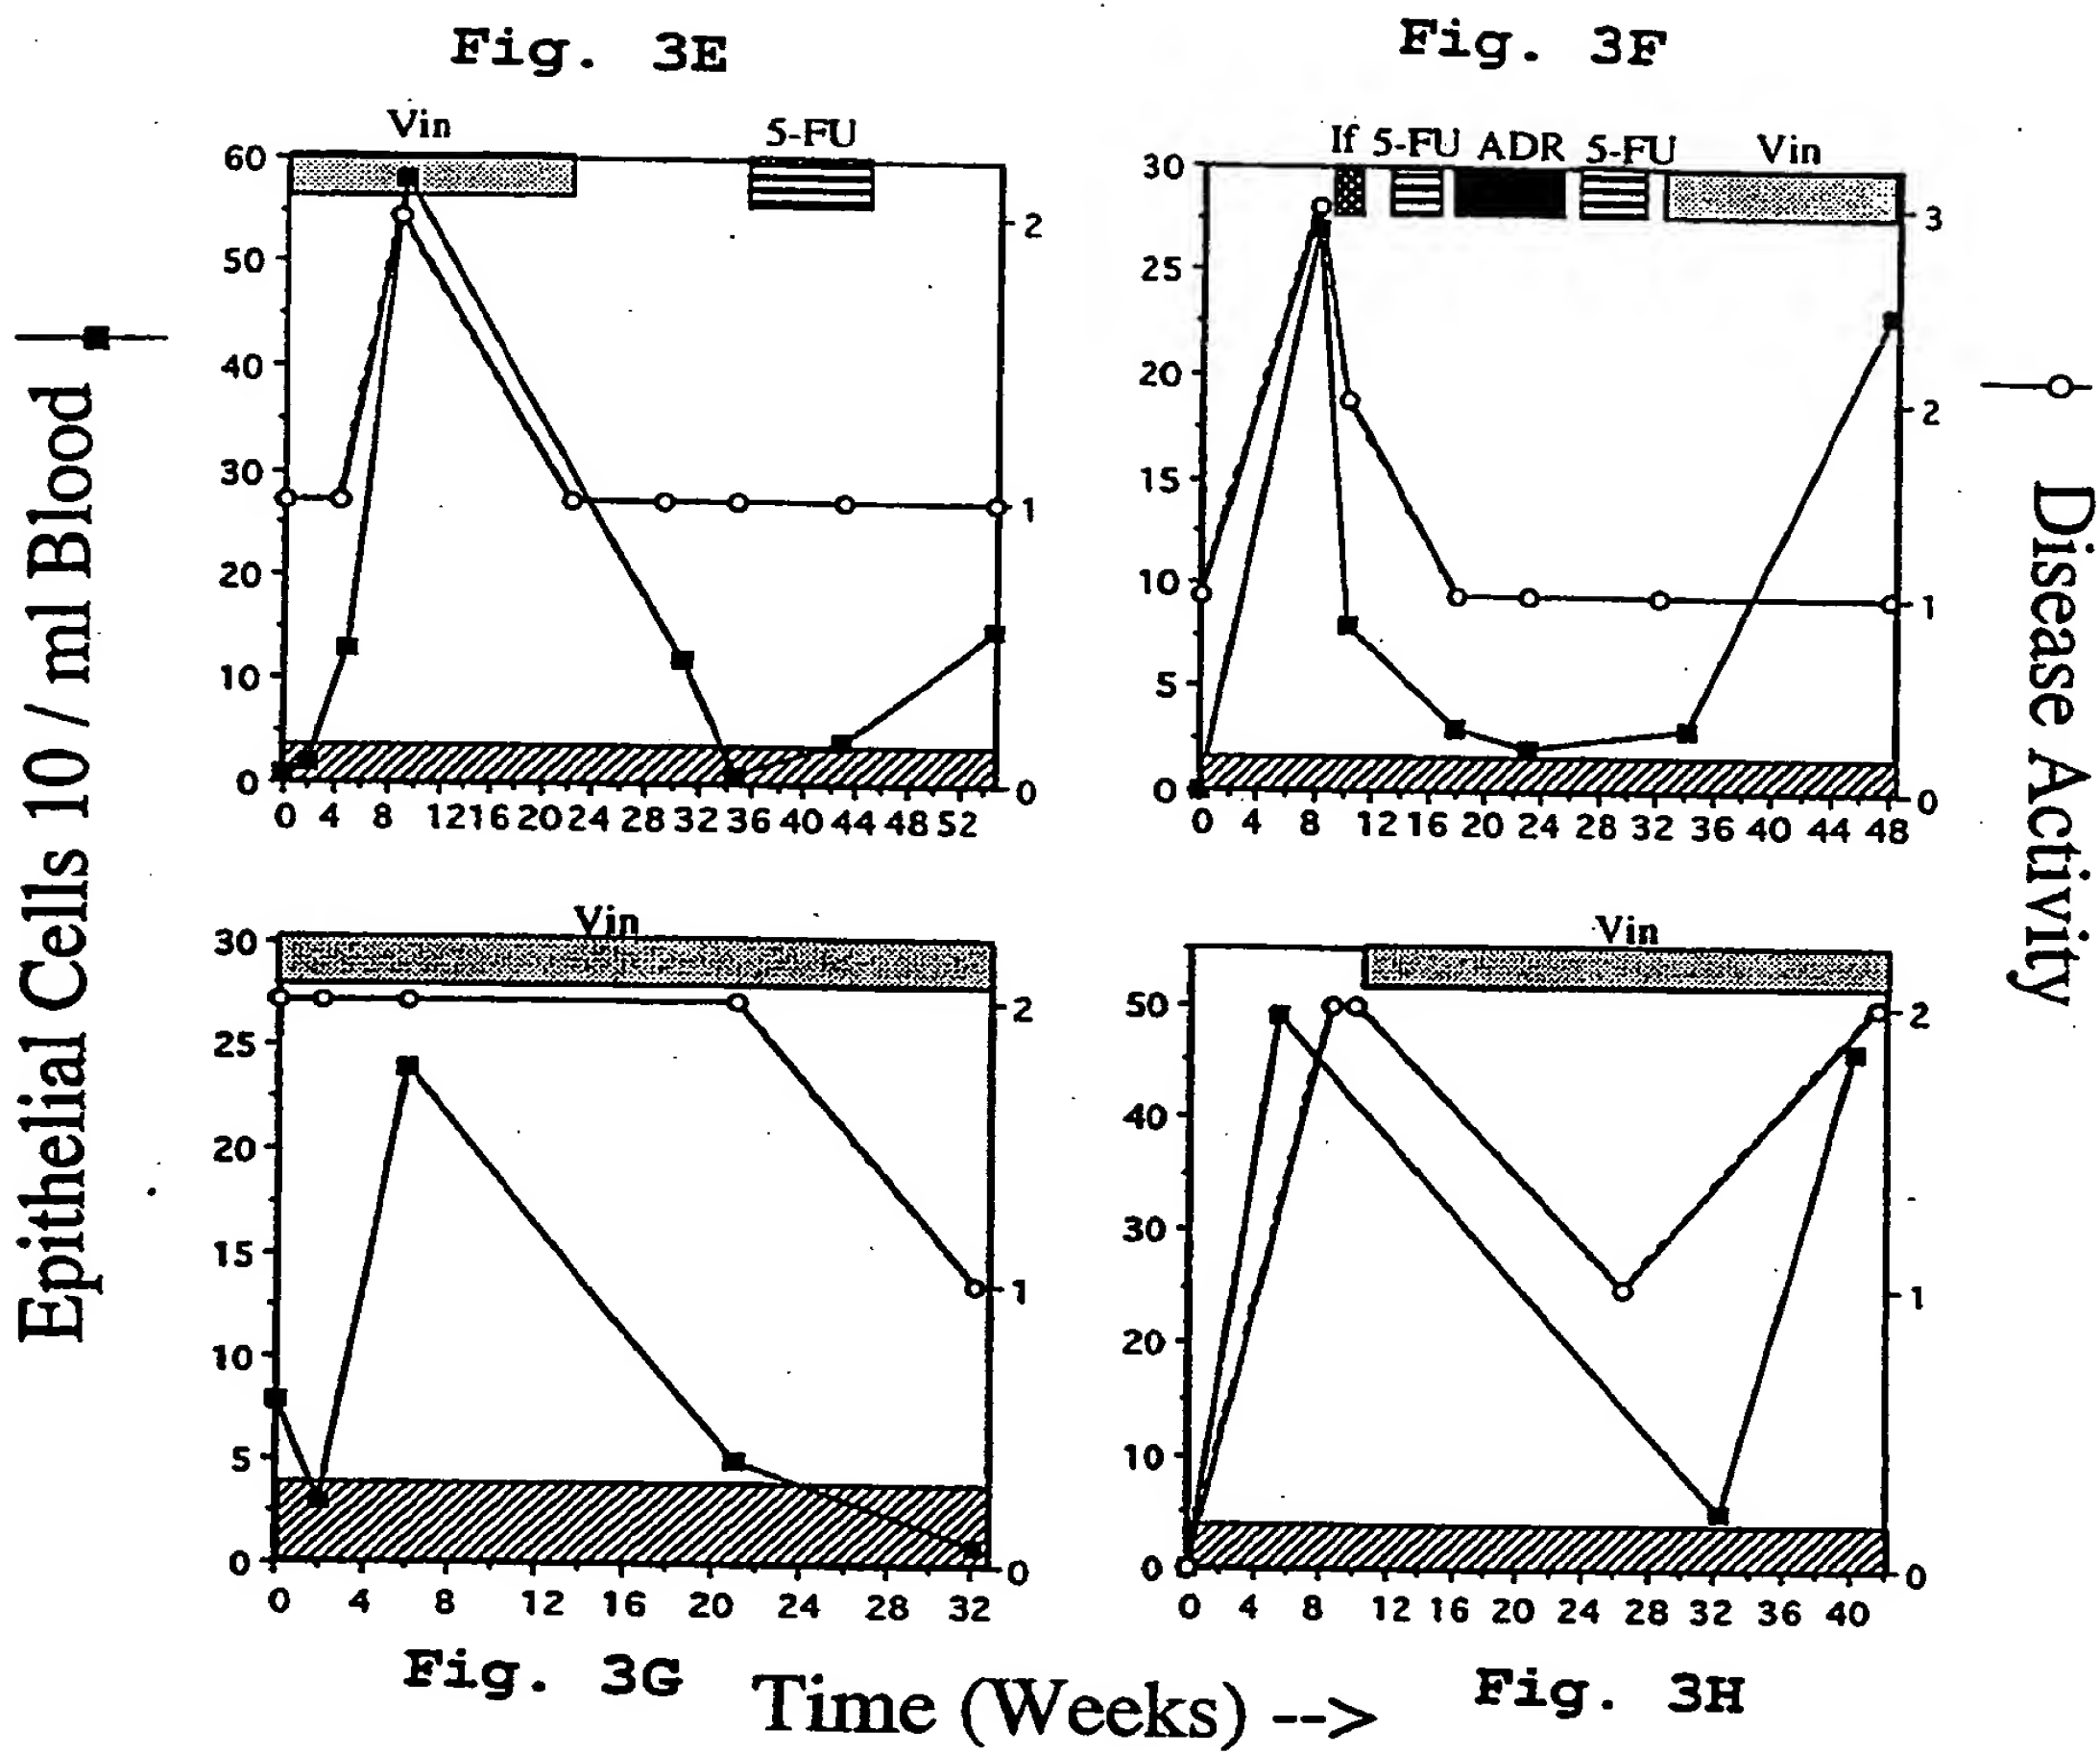 Fig. 3E
Fig. 3F
Vin
5-FU
If 5-FU ADR 5-FU Vin
60
50
40
30
20
10
0
2
1
0
0 4 8 12 16 20 24 28 32 36 40 44 48 52
30
25
20
15
10
5
0
3
2
1
0
0 4 8 12 16 20 24 28 32 36 40 44 48
Epithelial Cells 10 / ml Blood
Disease Activity
Vin
30
25
20
15
10
5
0
2
1
0
0 4 8 12 16 20 24 28 32
Vin
50
40
30
20
10
0
2
1
0
0 4 8 12 16 20 24 28 32 36 40
Fig. 3G
Time (Weeks) -->
Fig. 3H